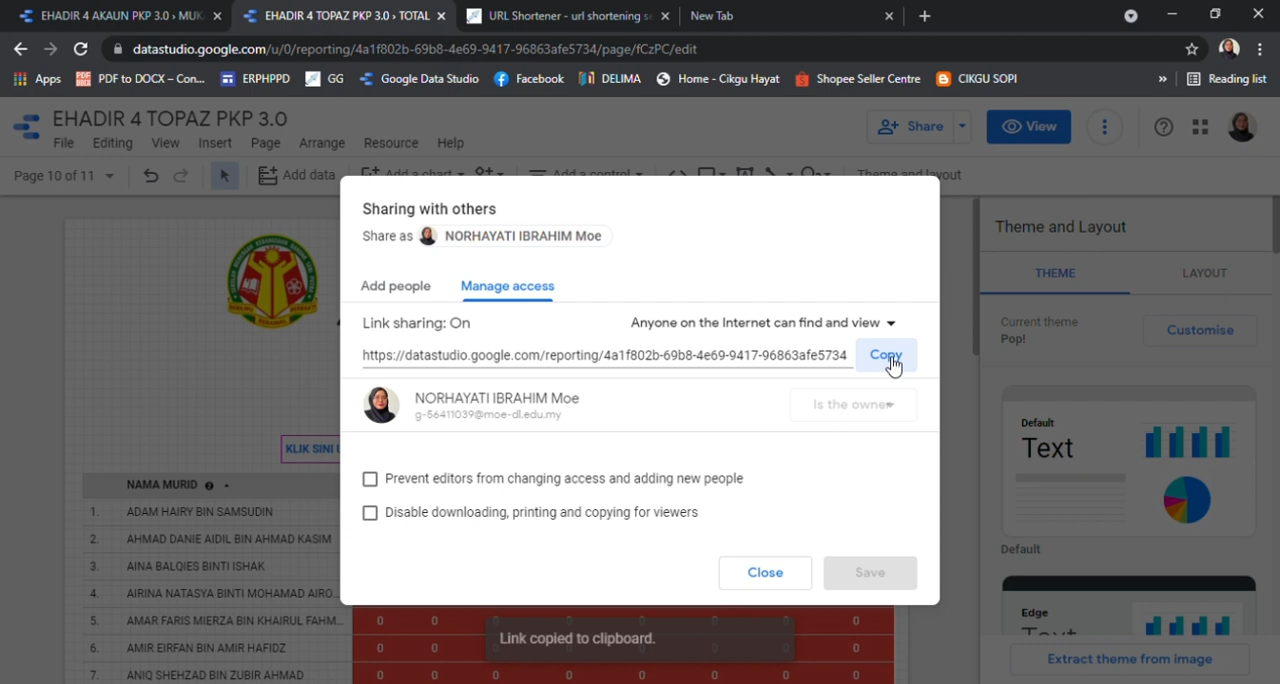 EHADIR 4 AKAUN PKP 3.0 › MUK
EHADIR 4 TOPAZ PKP 3.0 › TOTAL
URL Shortener - url shortening se
New Tab
datastudio.google.com/u/0/reporting/4a1f802b-69b8-4e69-9417-96863afe5734/page/fCzPC/edit
Apps
PDF to DOCX – Con...
ERPHPPD
GG
Google Data Studio
Facebook
DELIMA
Home - Cikgu Hayat
Shopee Seller Centre
CIKGU SOPI
»
Reading list
EHADIR 4 TOPAZ PKP 3.0
Share
View
File Editing View Insert Page Arrange Resource Help
Page 10 of 11
Add data
Add a chart
Add a control
Theme and layout
Sharing with others
Share as NORHAYATI IBRAHIM Moe
Add people
Manage access
Link sharing: On
Anyone on the Internet can find and view
https://datastudio.google.com/reporting/4a1f802b-69b8-4e69-9417-96863afe5734
Copy
NORHAYATI IBRAHIM Moe
g-56411039@moe-dl.edu.my
Is the owner
Prevent editors from changing access and adding new people
Disable downloading, printing and copying for viewers
Close
Save
Link copied to clipboard.
KLIK SINI
NAMA MURID
1. ADAM HAIRY BIN SAMSUDIN
2. AHMAD DANIE AIDIL BIN AHMAD KASIM
3. AINA BALQIES BINTI ISHAK
4. AIRINA NATASYA BINTI MOHAMAD AIRO...
5. AMAR FARIS MIERZA BIN KHAIRUL FAHM... 0 0 0 0 0 0 0
6. AMIR EIRFAN BIN AMIR HAFIDZ 0 0 0 0 0 0 0
7. ANIQ SHEHZAD BIN ZUBIR AHMAD 0 0 0 0 0 0 0
Theme and Layout
THEME
LAYOUT
Current theme
Pop!
Customise
Default
Text
Default
Edge
Text
Extract theme from image